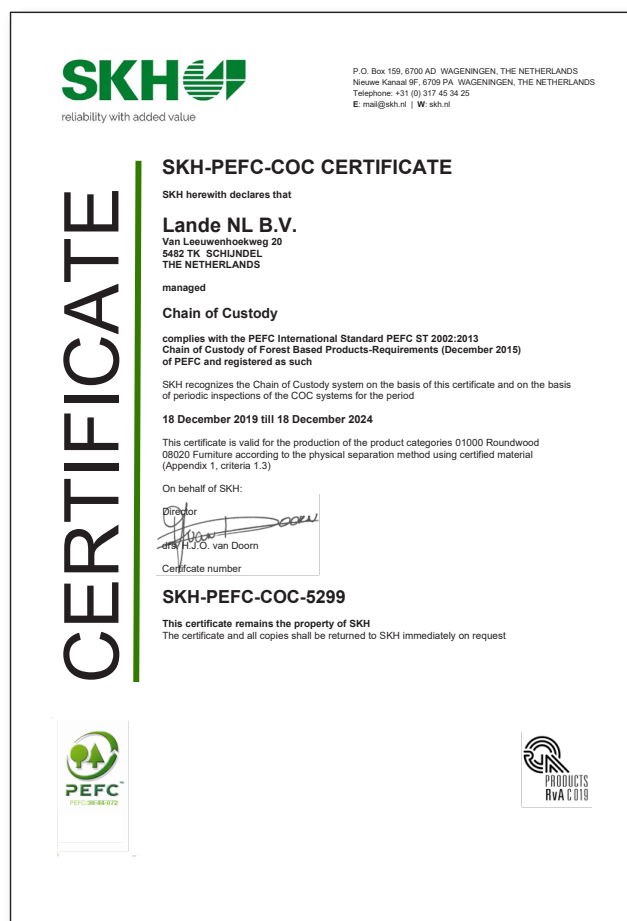 SKH
reliability with added value
P.O. Box 159, 6700 AD WAGENINGEN, THE NETHERLANDS
Nieuwe Kanaal 9F, 6709 PA WAGENINGEN, THE NETHERLANDS
Telephone: +31 (0) 317 45 34 25
E: mail@skh.nl | W: skh.nl
CERTIFICATE
SKH-PEFC-COC CERTIFICATE
SKH herewith declares that
Lande NL B.V.
Van Leeuwenhoekweg 20
5482 TK SCHIJNDEL
THE NETHERLANDS
managed
Chain of Custody
complies with the PEFC International Standard PEFC ST 2002:2013
Chain of Custody of Forest Based Products-Requirements (December 2015)
of PEFC and registered as such
SKH recognizes the Chain of Custody system on the basis of this certificate and on the basis
of periodic inspections of the COC systems for the period
18 December 2019 till 18 December 2024
This certificate is valid for the production of the product categories 01000 Roundwood
08020 Furniture according to the physical separation method using certified material
(Appendix 1, criteria 1.3)
On behalf of SKH:
Director
drs. H.J.O. van Doorn
Certifcate number
SKH-PEFC-COC-5299
This certificate remains the property of SKH
The certificate and all copies shall be returned to SKH immediately on request
PEFC™
PEFC/
PRODUCTS
RvA C 019